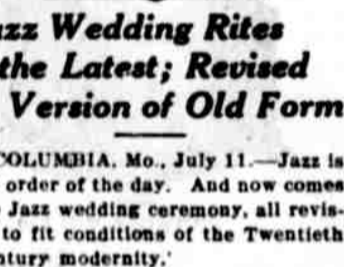 azz Wedding Rites
the Latest; Revised
Version of Old Form
COLUMBIA, Mo., July 11.—Jazz is
order of the day. And now comes
Jazz wedding ceremony, all revis-
to fit conditions of the Twentieth
ntury modernity.'